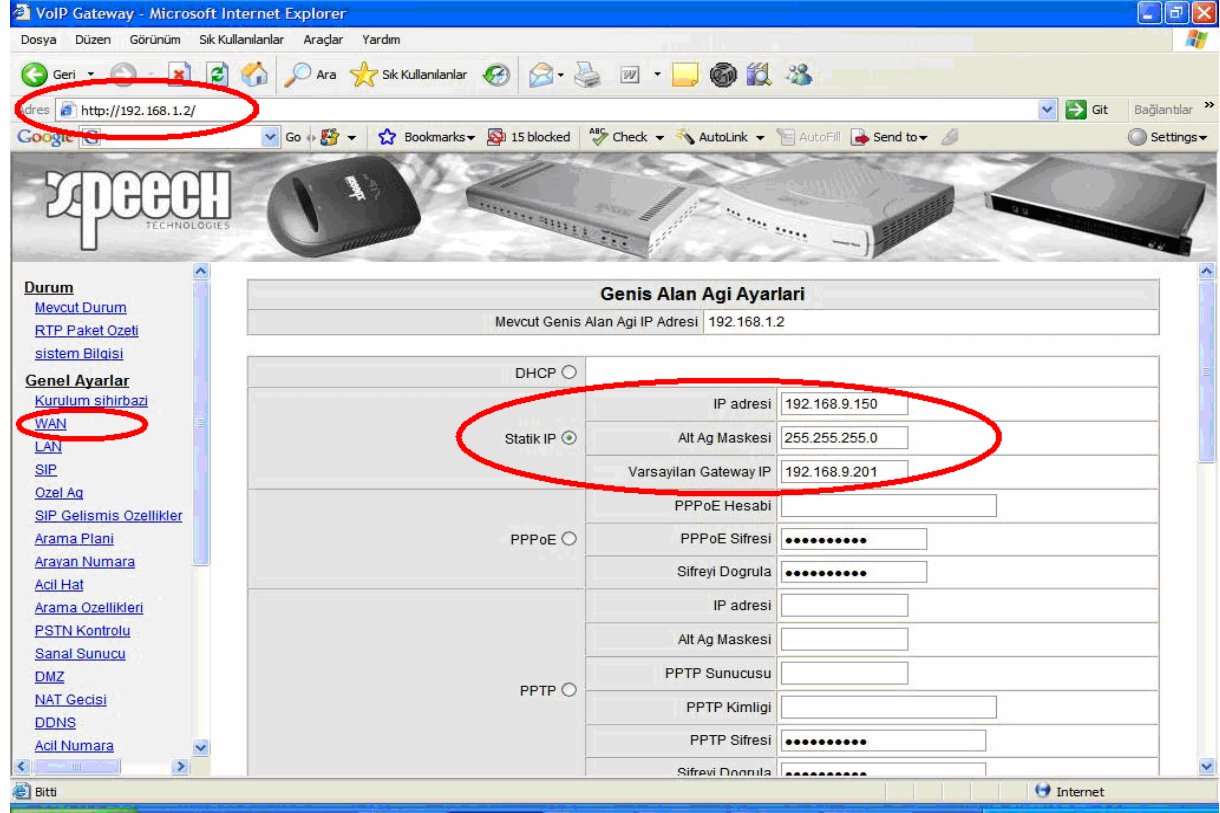 VoIP Gateway - Microsoft Internet Explorer
Dosya Düzen Görünüm Sık Kullanılanlar Araçlar Yardım
Geri Ara Sık Kullanılanlar
Adres http://192.168.1.2/ Git Bağlantılar »
Google G Go Bookmarks 15 blocked ABC Check AutoLink AutoFill Send to Settings
xpeech
TECHNOLOGIES
Durum
Mevcut Durum
RTP Paket Ozeti
sistem Bilgisi
Genel Ayarlar
Kurulum sihirbazi
WAN
LAN
SIP
Ozel Ag
SIP Gelismis Ozellikler
Arama Plani
Arayan Numara
Acil Hat
Arama Ozellikleri
PSTN Kontrolu
Sanal Sunucu
DMZ
NAT Gecisi
DDNS
Acil Numara
Genis Alan Agi Ayarlari
Mevcut Genis Alan Agi IP Adresi 192.168.1.2
DHCP
Statik IP
IP adresi 192.168.9.150
Alt Ag Maskesi 255.255.255.0
Varsayilan Gateway IP 192.168.9.201
PPPoE
PPPoE Hesabi
PPPoE Sifresi ●●●●●●●●●●
Sifreyi Dogrula ●●●●●●●●●●
PPTP
IP adresi
Alt Ag Maskesi
PPTP Sunucusu
PPTP Kimligi
PPTP Sifresi ●●●●●●●●●●
Sifreyi Dogrula ●●●●●●●●●●
Bitti Internet